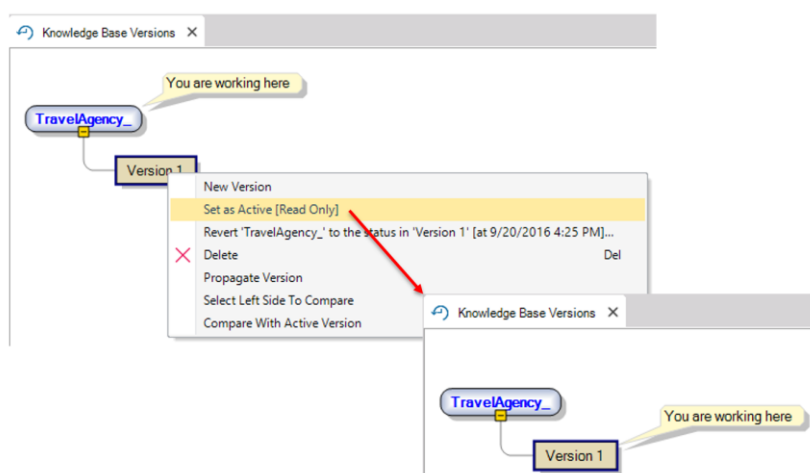 Knowledge Base Versions
You are working here
TravelAgency_
Version 1
New Version
Set as Active [Read Only]
Revert 'TravelAgency_' to the status in 'Version 1' [at 9/20/2016 4:25 PM]...
Delete Del
Propagate Version
Select Left Side To Compare
Compare With Active Version
Knowledge Base Versions
TravelAgency_
You are working here
Version 1